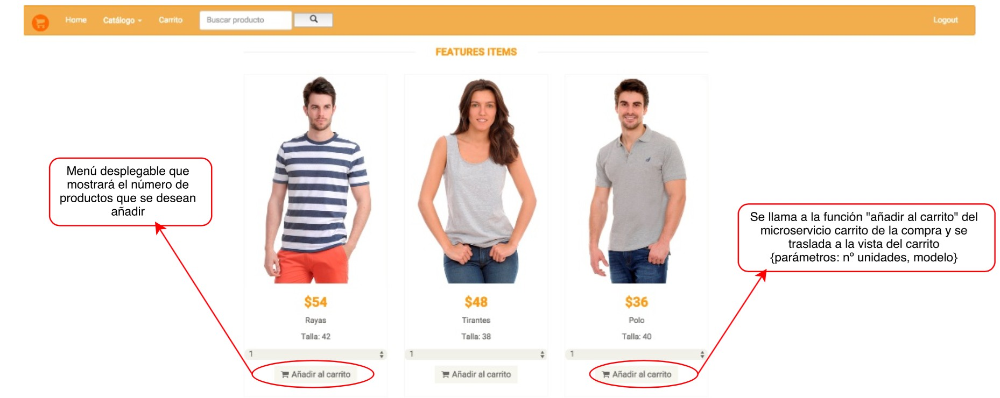 Home Catálogo Carrito Buscar producto Logout
FEATURES ITEMS
Menú desplegable que
mostrará el número de
productos que se desean
añadir
$54
Rayas
Talla: 42
1
Añadir al carrito
$48
Tirantes
Talla: 38
1
Añadir al carrito
$36
Polo
Talla: 40
1
Añadir al carrito
Se llama a la función "añadir al carrito" del
microservicio carrito de la compra y se
traslada a la vista del carrito
{parámetros: nº unidades, modelo}